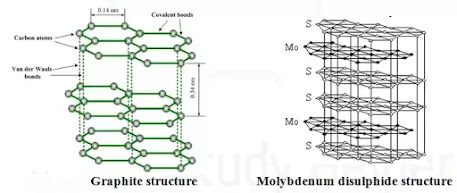 0.14 nm
Covalent bonds
Carbon atoms
Van der Waals
bonds
0.34 nm
Graphite structure
S
Mo
S
S
Mo
S
Molybdenum disulphide structure